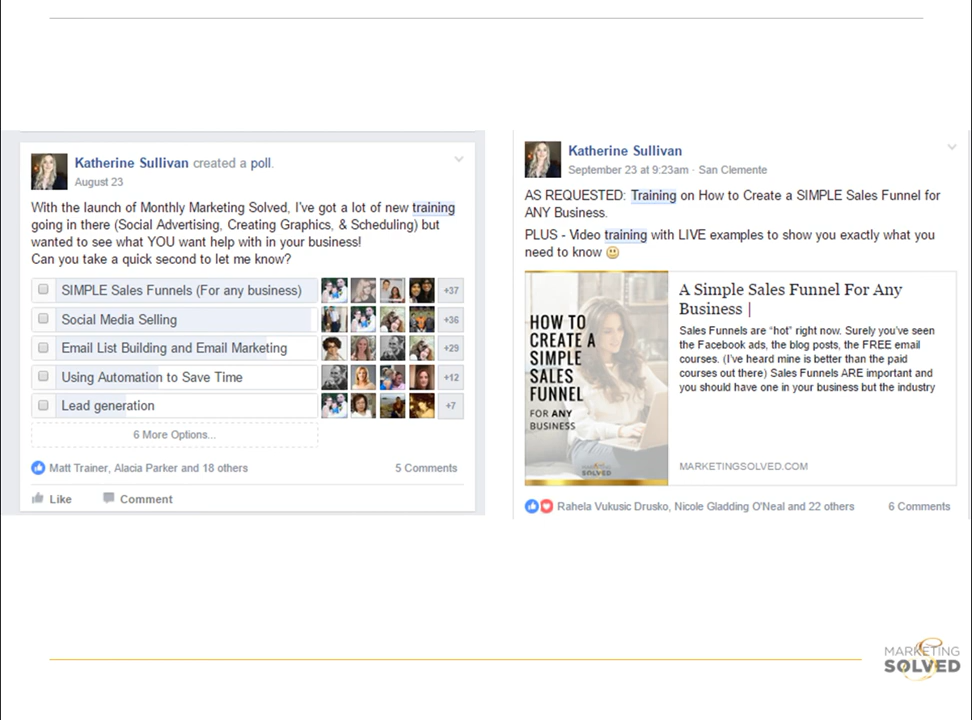 Katherine Sullivan created a poll.
August 23
With the launch of Monthly Marketing Solved, I've got a lot of new training
going in there (Social Advertising, Creating Graphics, & Scheduling) but
wanted to see what YOU want help with in your business!
Can you take a quick second to let me know?
SIMPLE Sales Funnels (For any business) +37
Social Media Selling +36
Email List Building and Email Marketing +29
Using Automation to Save Time +12
Lead generation +7
6 More Options...
Matt Trainer, Alacia Parker and 18 others 5 Comments
Like Comment
Katherine Sullivan
September 23 at 9:23am · San Clemente
AS REQUESTED: Training on How to Create a SIMPLE Sales Funnel for
ANY Business.
PLUS - Video training with LIVE examples to show you exactly what you
need to know
HOW TO
CREATE A
SIMPLE
SALES
FUNNEL
FOR ANY
BUSINESS
MARKETING
SOLVED
A Simple Sales Funnel For Any
Business |
Sales Funnels are "hot" right now. Surely you've seen
the Facebook ads, the blog posts, the FREE email
courses. (I've heard mine is better than the paid
courses out there) Sales Funnels ARE important and
you should have one in your business but the industry
MARKETINGSOLVED.COM
Rahela Vukusic Drusko, Nicole Gladding O'Neal and 22 others 6 Comments
MARKETING
SOLVED